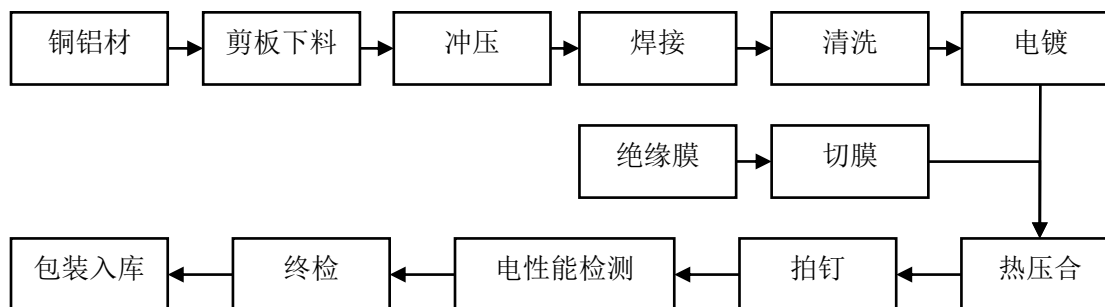 铜铝材
剪板下料
冲压
焊接
清洗
电镀
绝缘膜
切膜
包装入库
终检
电性能检测
拍钉
热压合